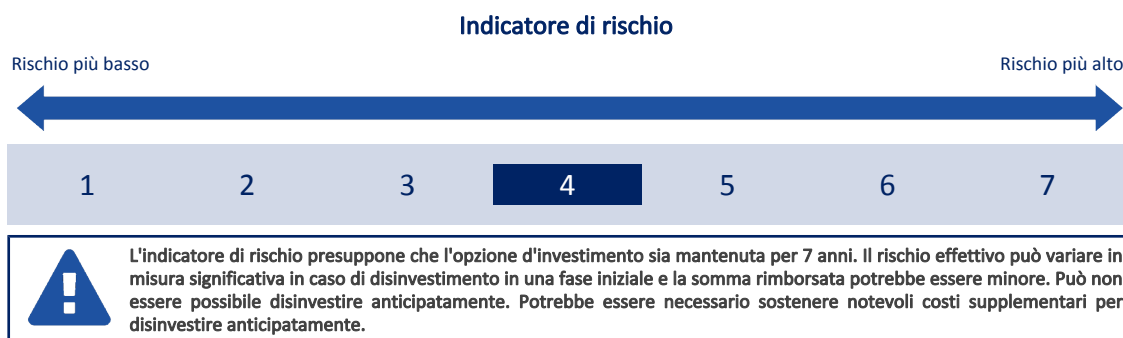 Indicatore di rischio
Rischio più basso
Rischio più alto
1 2 3 4 5 6 7
L'indicatore di rischio presuppone che l'opzione d'investimento sia mantenuta per 7 anni. Il rischio effettivo può variare in
misura significativa in caso di disinvestimento in una fase iniziale e la somma rimborsata potrebbe essere minore. Può non
essere possibile disinvestire anticipatamente. Potrebbe essere necessario sostenere notevoli costi supplementari per
disinvestire anticipatamente.